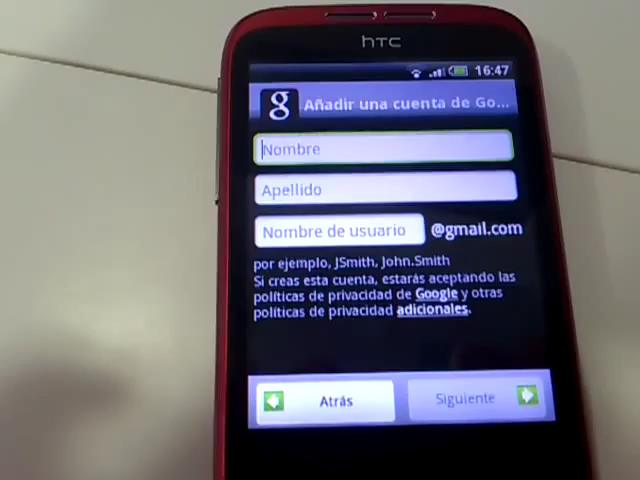 hTC
16:47
g Añadir una cuenta de Go...
Nombre
Apellido
Nombre de usuario @gmail.com
por ejemplo, JSmith, John.Smith
Si creas esta cuenta, estarás aceptando las
políticas de privacidad de Google y otras
políticas de privacidad adicionales.
Atrás Siguiente